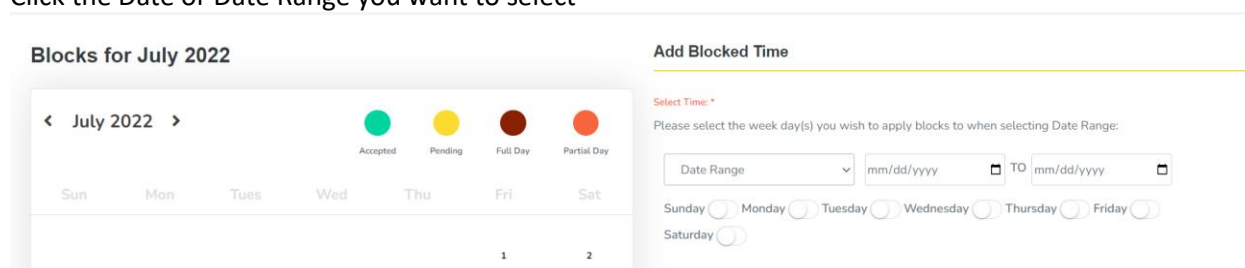 Click the Date or Date Range you want to select
Blocks for July 2022
July 2022
Accepted Pending Full Day Partial Day
Sun Mon Tues Wed Thu Fri Sat
1 2
Add Blocked Time
Select Time: *
Please select the week day(s) you wish to apply blocks to when selecting Date Range:
Date Range mm/dd/yyyy TO mm/dd/yyyy
Sunday Monday Tuesday Wednesday Thursday Friday
Saturday